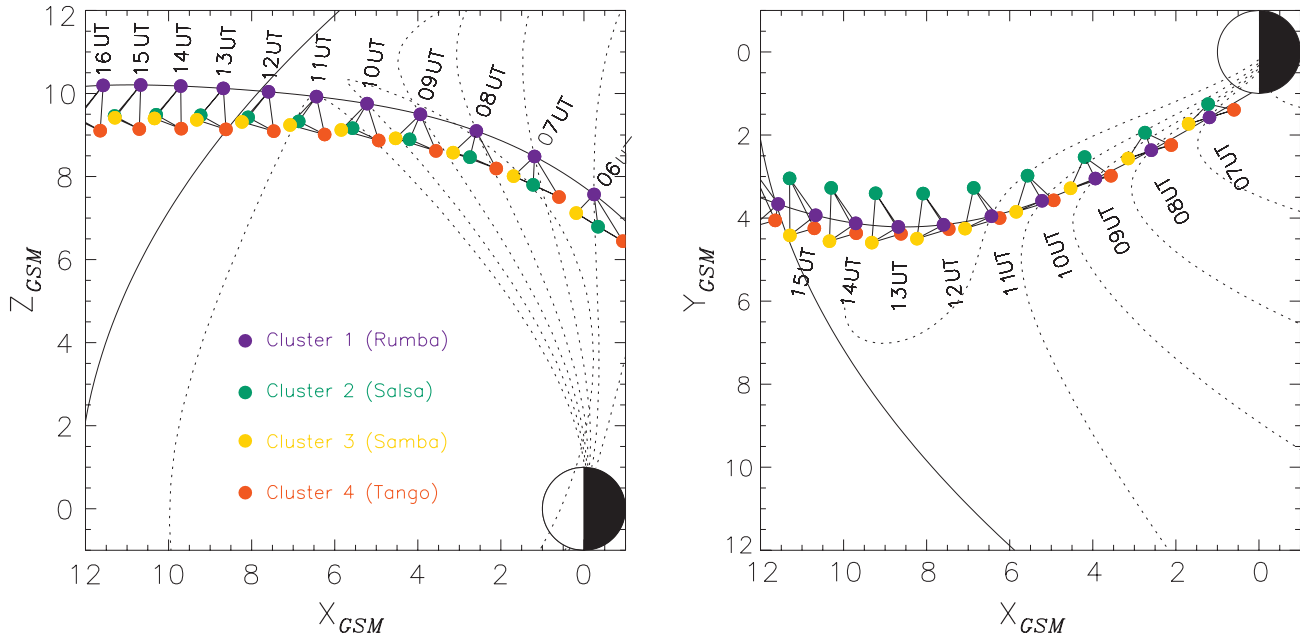 12
10
8
6
4
2
0
Z_GSM
16UT
15UT
14UT
13UT
12UT
11UT
10UT
09UT
08UT
07UT
06
Cluster 1 (Rumba)
Cluster 2 (Salsa)
Cluster 3 (Samba)
Cluster 4 (Tango)
12 10 8 6 4 2 0
X_GSM
0
2
4
6
8
10
12
Y_GSM
15UT
14UT
13UT
12UT
11UT
10UT
09UT
08UT
07UT
12 10 8 6 4 2 0
X_GSM